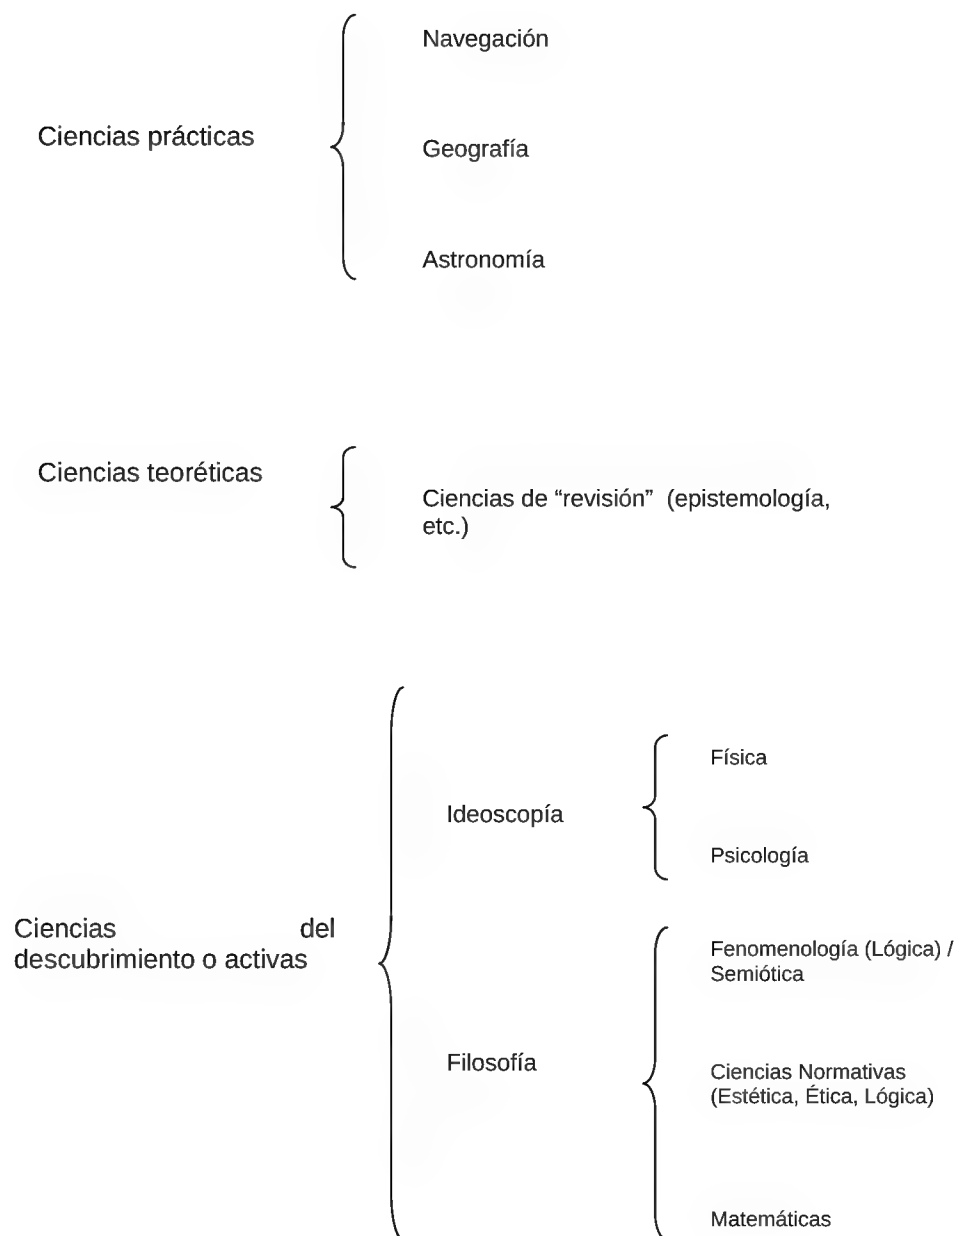 Navegación
Ciencias prácticas
Geografía
Astronomía
Ciencias teoréticas
Ciencias de “revisión” (epistemología,
etc.)
Física
Ideoscopía
Psicología
Ciencias del
descubrimiento o activas
Fenomenología (Lógica) /
Semiótica
Filosofía
Ciencias Normativas
(Estética, Ética, Lógica)
Matemáticas